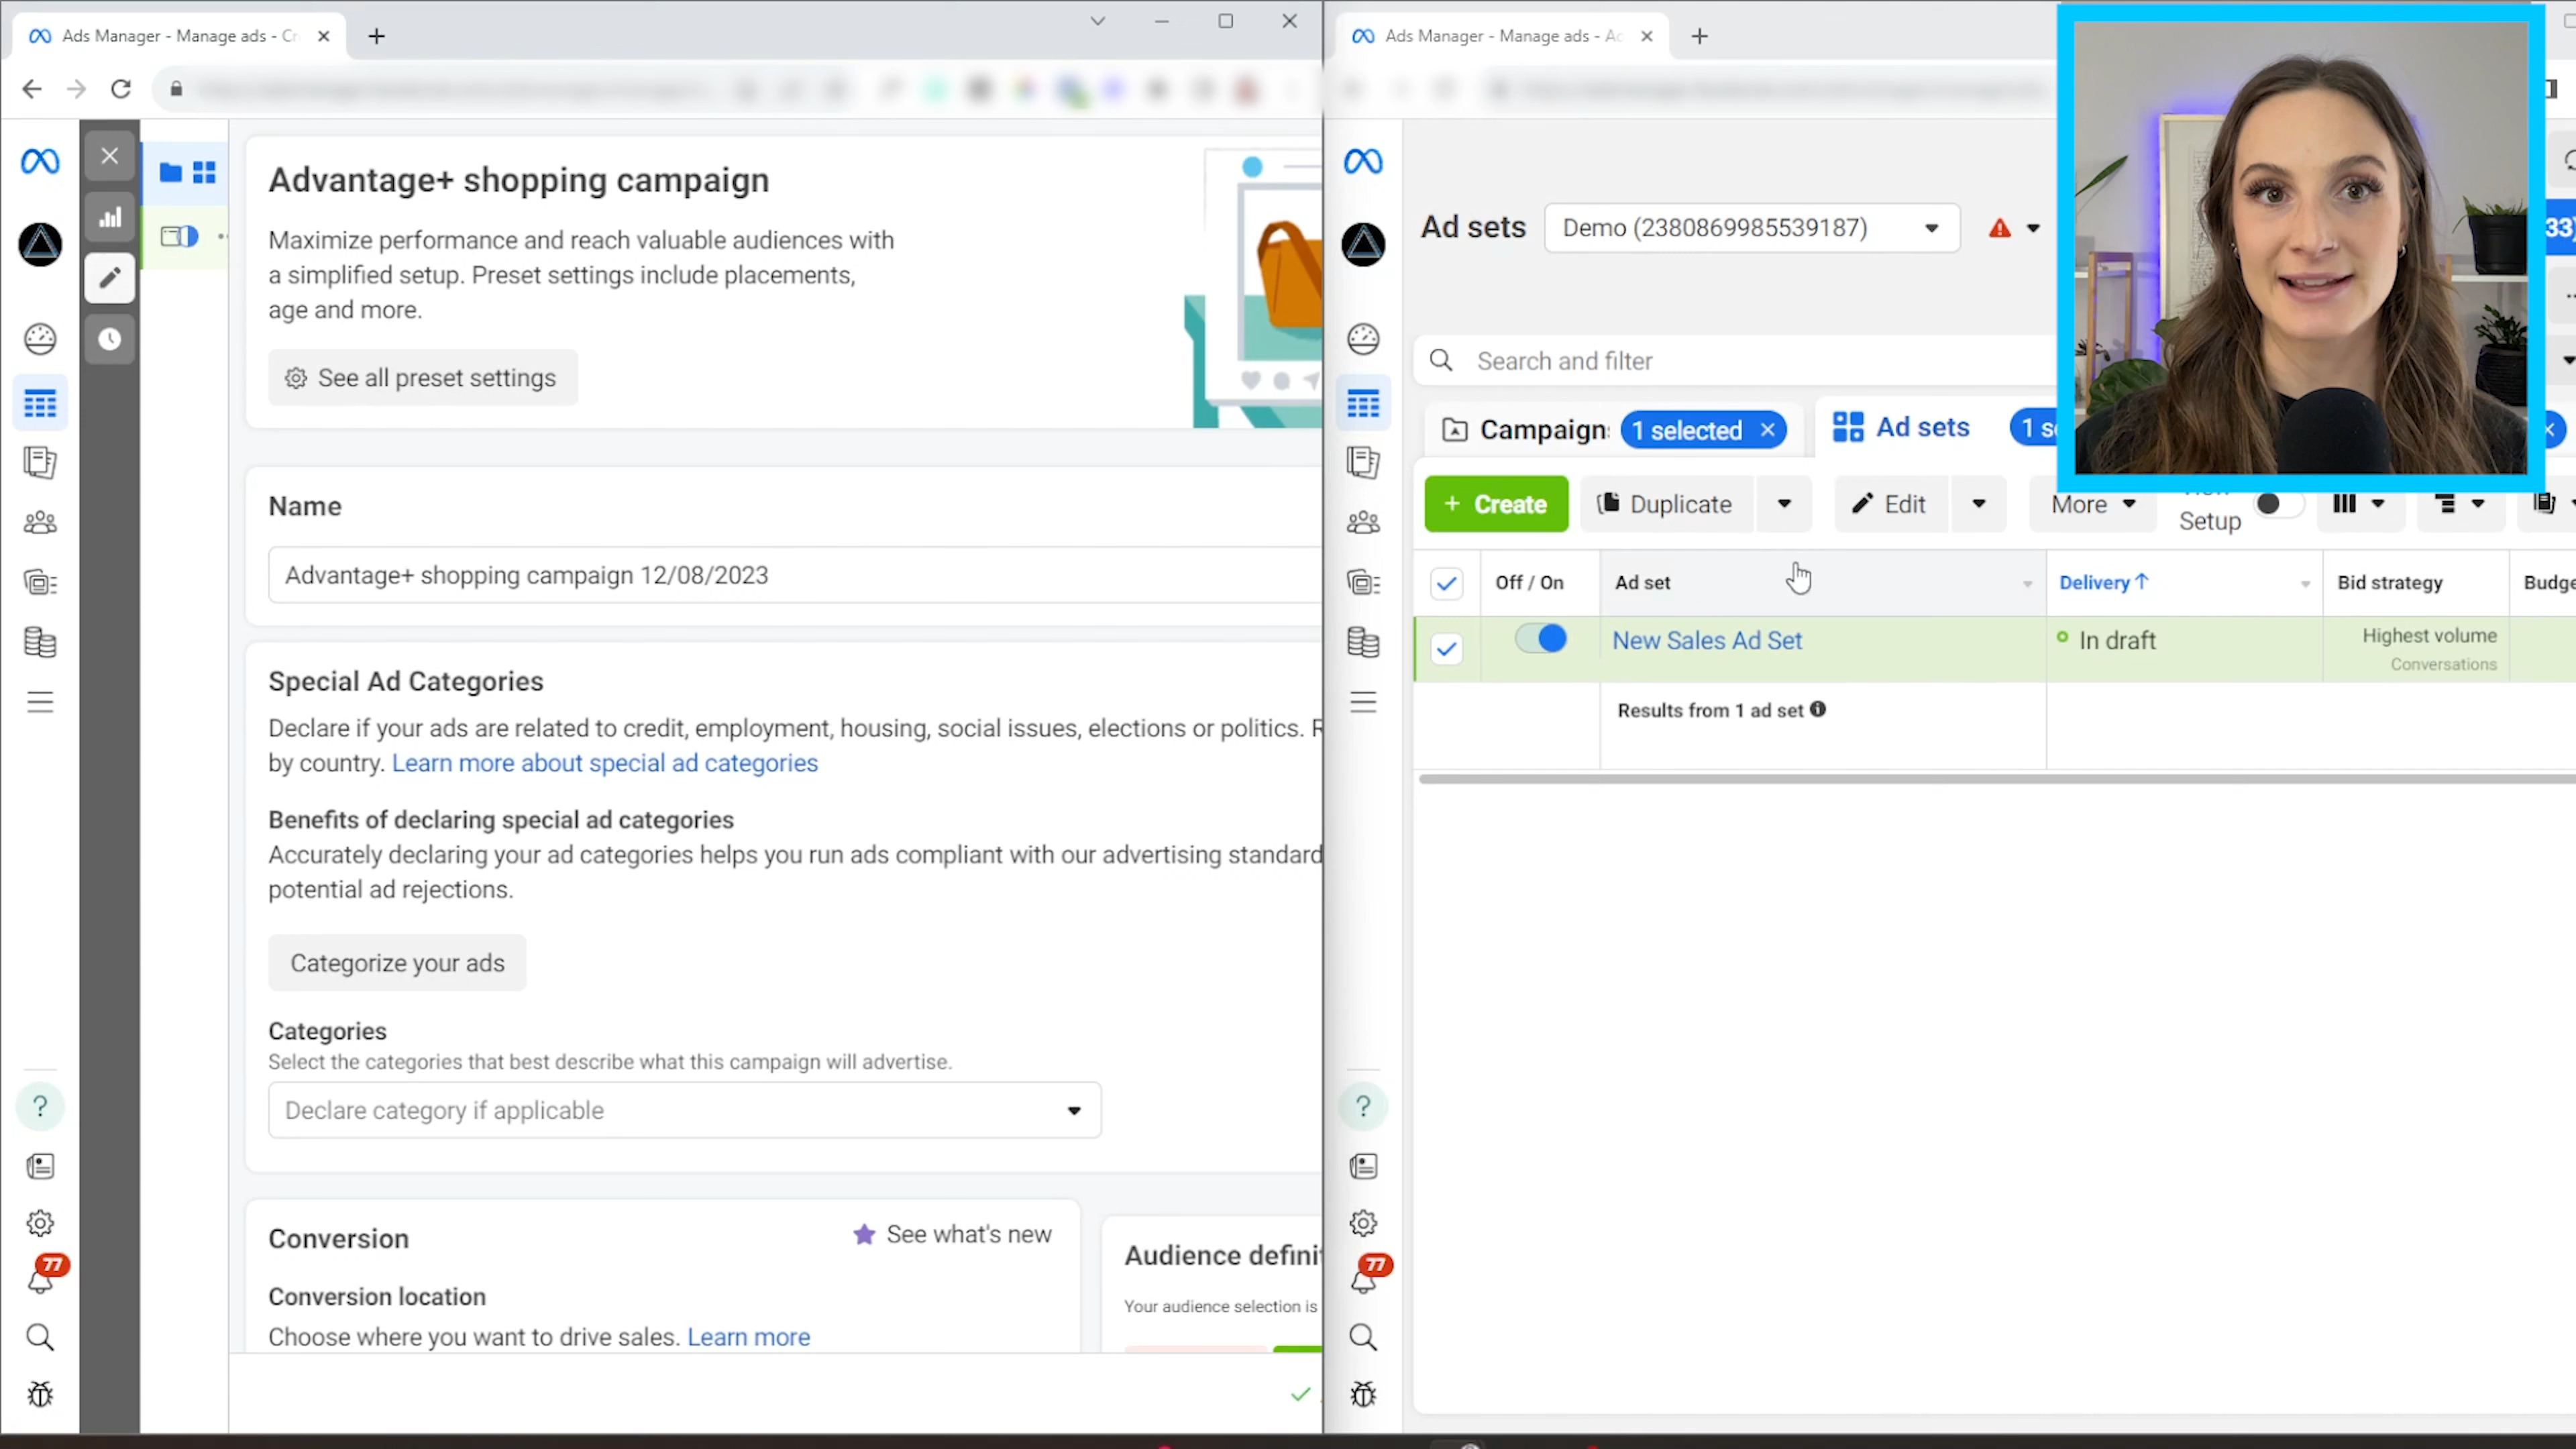 Ads Manager - Manage ads - Cr
Advantage+ shopping campaign
Maximize performance and reach valuable audiences with
a simplified setup. Preset settings include placements,
age and more.
See all preset settings
Name
Advantage+ shopping campaign 12/08/2023
Special Ad Categories
Declare if your ads are related to credit, employment, housing, social issues, elections or politics. R
by country. Learn more about special ad categories
Benefits of declaring special ad categories
Accurately declaring your ad categories helps you run ads compliant with our advertising standard
potential ad rejections.
Categorize your ads
Categories
Select the categories that best describe what this campaign will advertise.
Declare category if applicable
Conversion
See what's new
Conversion location
Choose where you want to drive sales. Learn more
Audience defini
Your audience selection is
?
77
Ads Manager - Manage ads - Ad
Ad sets
Demo (2380869985539187)
33)
Search and filter
Campaign
1 selected
Ad sets
1 s
+ Create
Duplicate
Edit
More
Setup
Off / On
Ad set
Delivery ↑
Bid strategy
Budge
New Sales Ad Set
In draft
Highest volume
Conversations
Results from 1 ad set
?
77